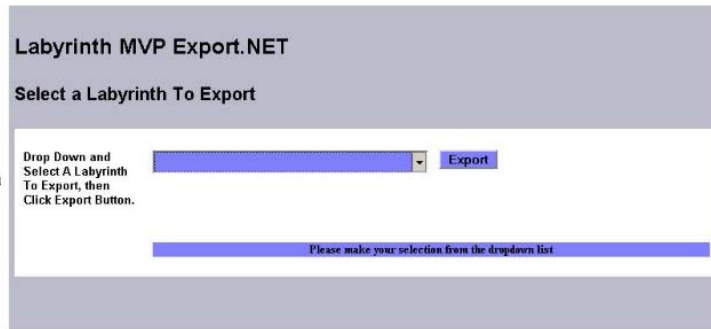 Labyrinth MVP Export.NET
Select a Labyrinth To Export
Drop Down and
Select A Labyrinth
To Export, then
Click Export Button.
Export
Please make your selection from the dropdown list